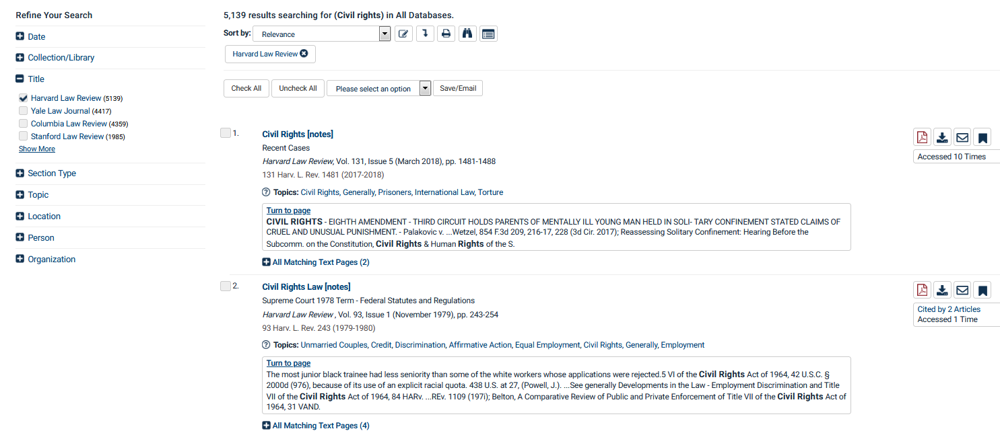 Refine Your Search
Date
Collection/Library
Title
Harvard Law Review (5139)
Yale Law Journal (4417)
Columbia Law Review (4359)
Stanford Law Review (1985)
Show More
Section Type
Topic
Location
Person
Organization
5,139 results searching for (Civil rights) in All Databases.
Sort by: Relevance
Harvard Law Review
Check All Uncheck All Please select an option Save/Email
1. Civil Rights [notes]
Recent Cases
Harvard Law Review, Vol. 131, Issue 5 (March 2018), pp. 1481-1488
131 Harv. L. Rev. 1481 (2017-2018)
Topics: Civil Rights, Generally, Prisoners, International Law, Torture
Turn to page
CIVIL RIGHTS - EIGHTH AMENDMENT - THIRD CIRCUIT HOLDS PARENTS OF MENTALLY ILL YOUNG MAN HELD IN SOLI- TARY CONFINEMENT STATED CLAIMS OF
CRUEL AND UNUSUAL PUNISHMENT. - Palakovic v. ...Wetzel, 854 F.3d 209, 216-17, 228 (3d Cir. 2017); Reassessing Solitary Confinement: Hearing Before the
Subcomm. on the Constitution, Civil Rights & Human Rights of the S.
All Matching Text Pages (2)
Accessed 10 Times
2. Civil Rights Law [notes]
Supreme Court 1978 Term - Federal Statutes and Regulations
Harvard Law Review , Vol. 93, Issue 1 (November 1979), pp. 243-254
93 Harv. L. Rev. 243 (1979-1980)
Topics: Unmarried Couples, Credit, Discrimination, Affirmative Action, Equal Employment, Civil Rights, Generally, Employment
Turn to page
The most junior black trainee had less seniority than some of the white workers whose applications were rejected.5 VI of the Civil Rights Act of 1964, 42 U.S.C. §
2000d (976), because of its use of an explicit racial quota. 438 U.S. at 27, (Powell, J.). ...See generally Developments in the Law - Employment Discrimination and Title
VII of the Civil Rights Act of 1964, 84 HARv. ...REv. 1109 (197i); Belton, A Comparative Review of Public and Private Enforcement of Title VII of the Civil Rights Act of
1964, 31 VAND.
All Matching Text Pages (4)
Cited by 2 Articles
Accessed 1 Time